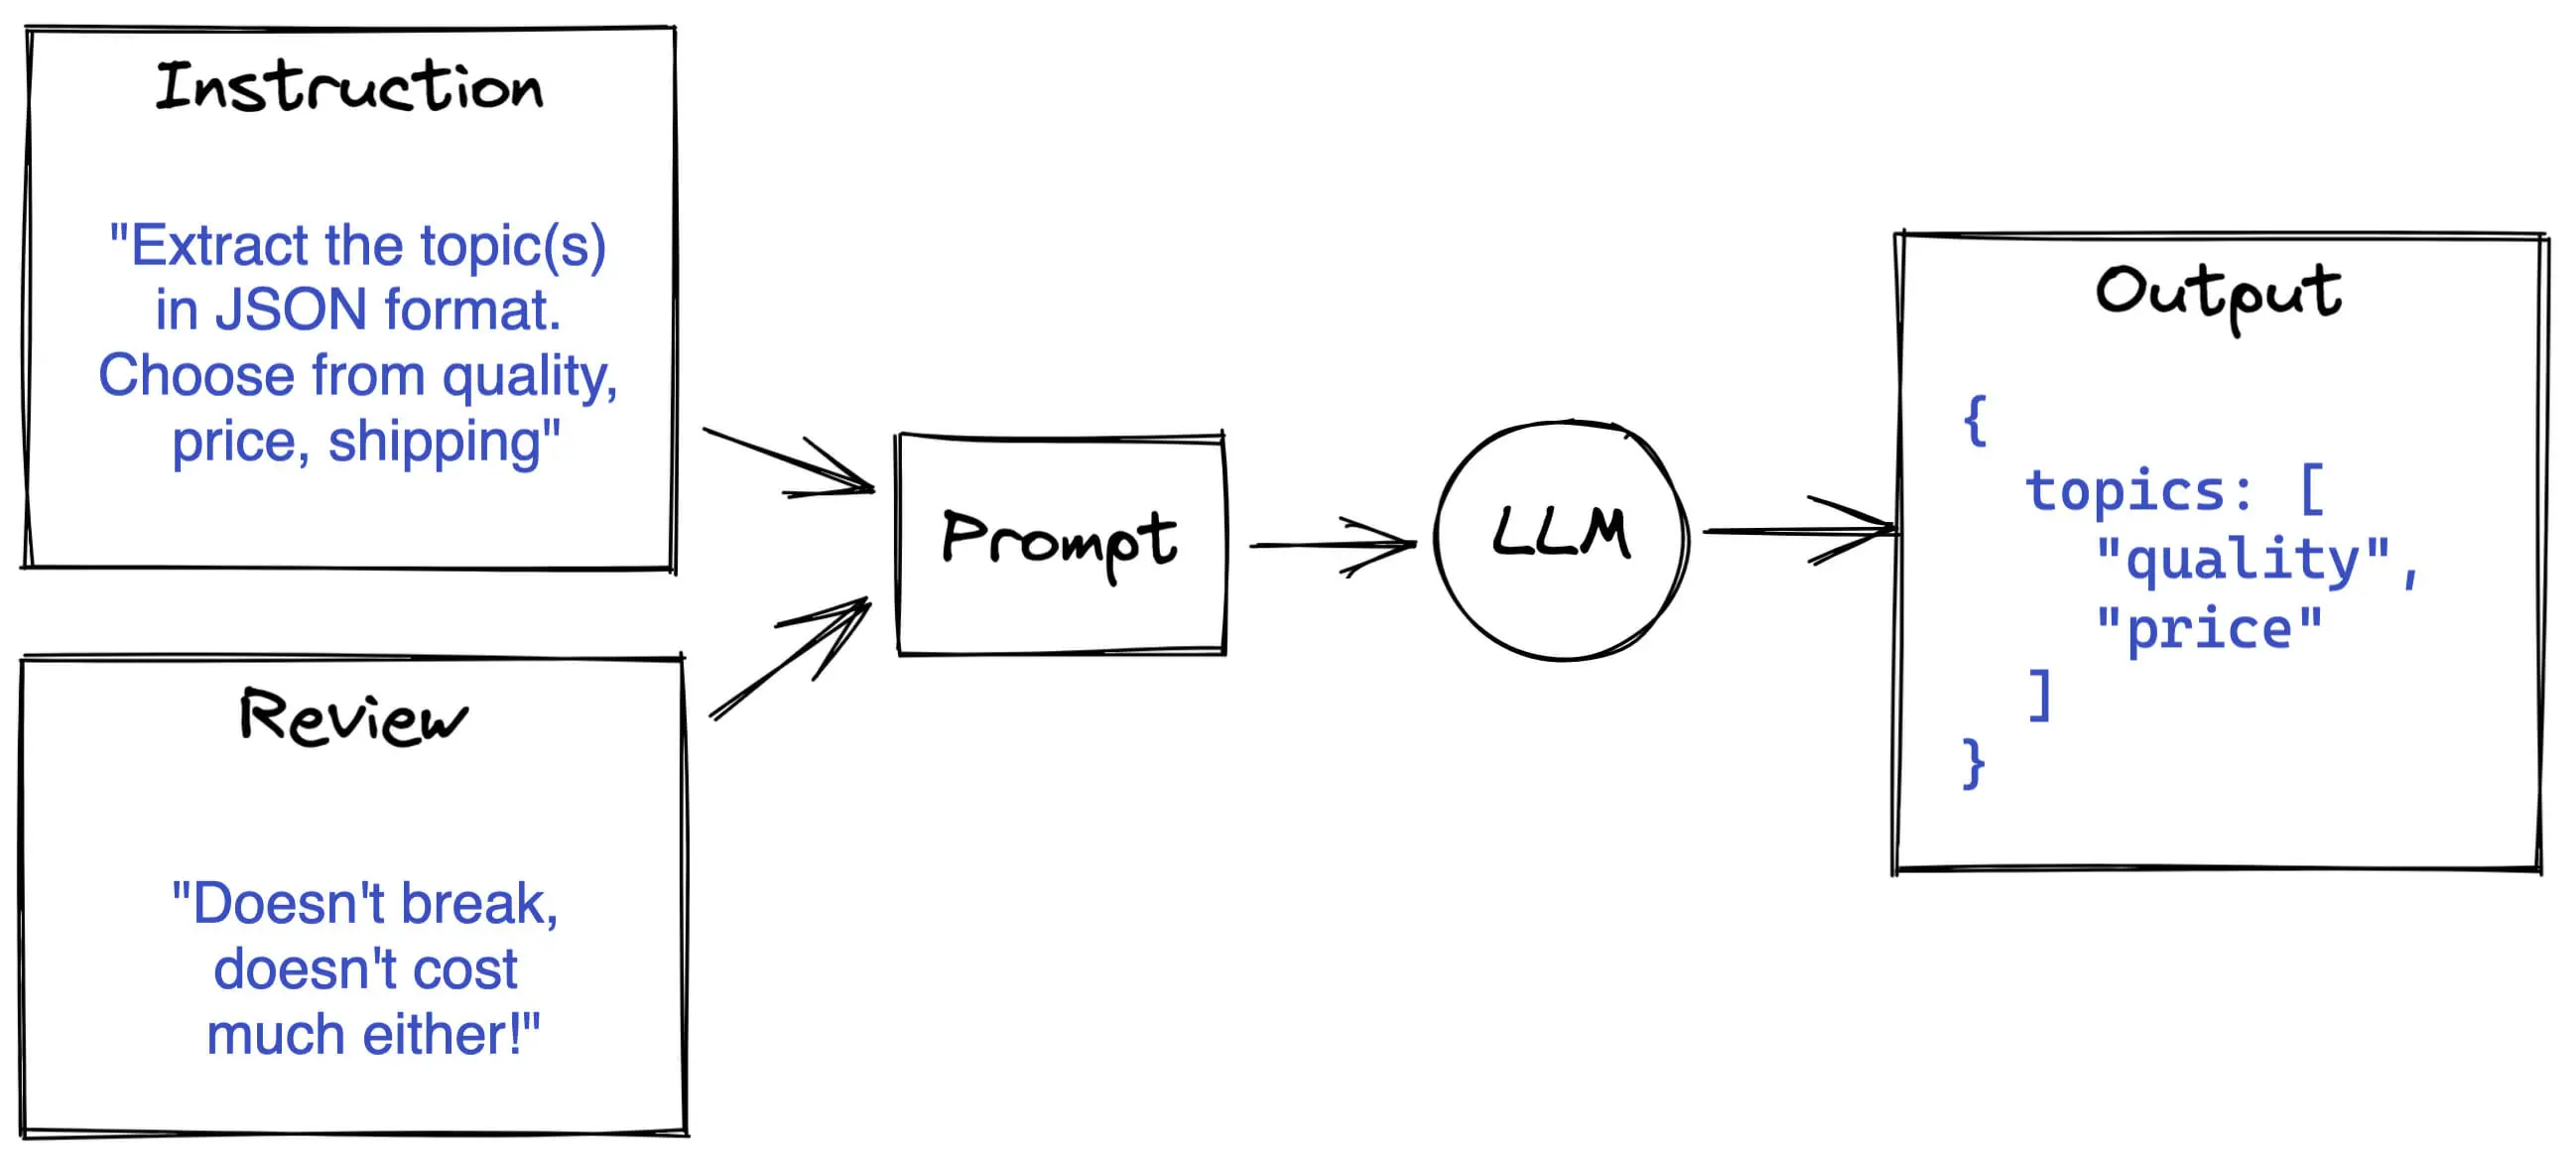 Instruction
"Extract the topic(s)
in JSON format.
Choose from quality,
price, shipping"
Review
"Doesn't break,
doesn't cost
much either!"
Prompt
LLM
Output
{
topics: [
"quality",
"price"
]
}